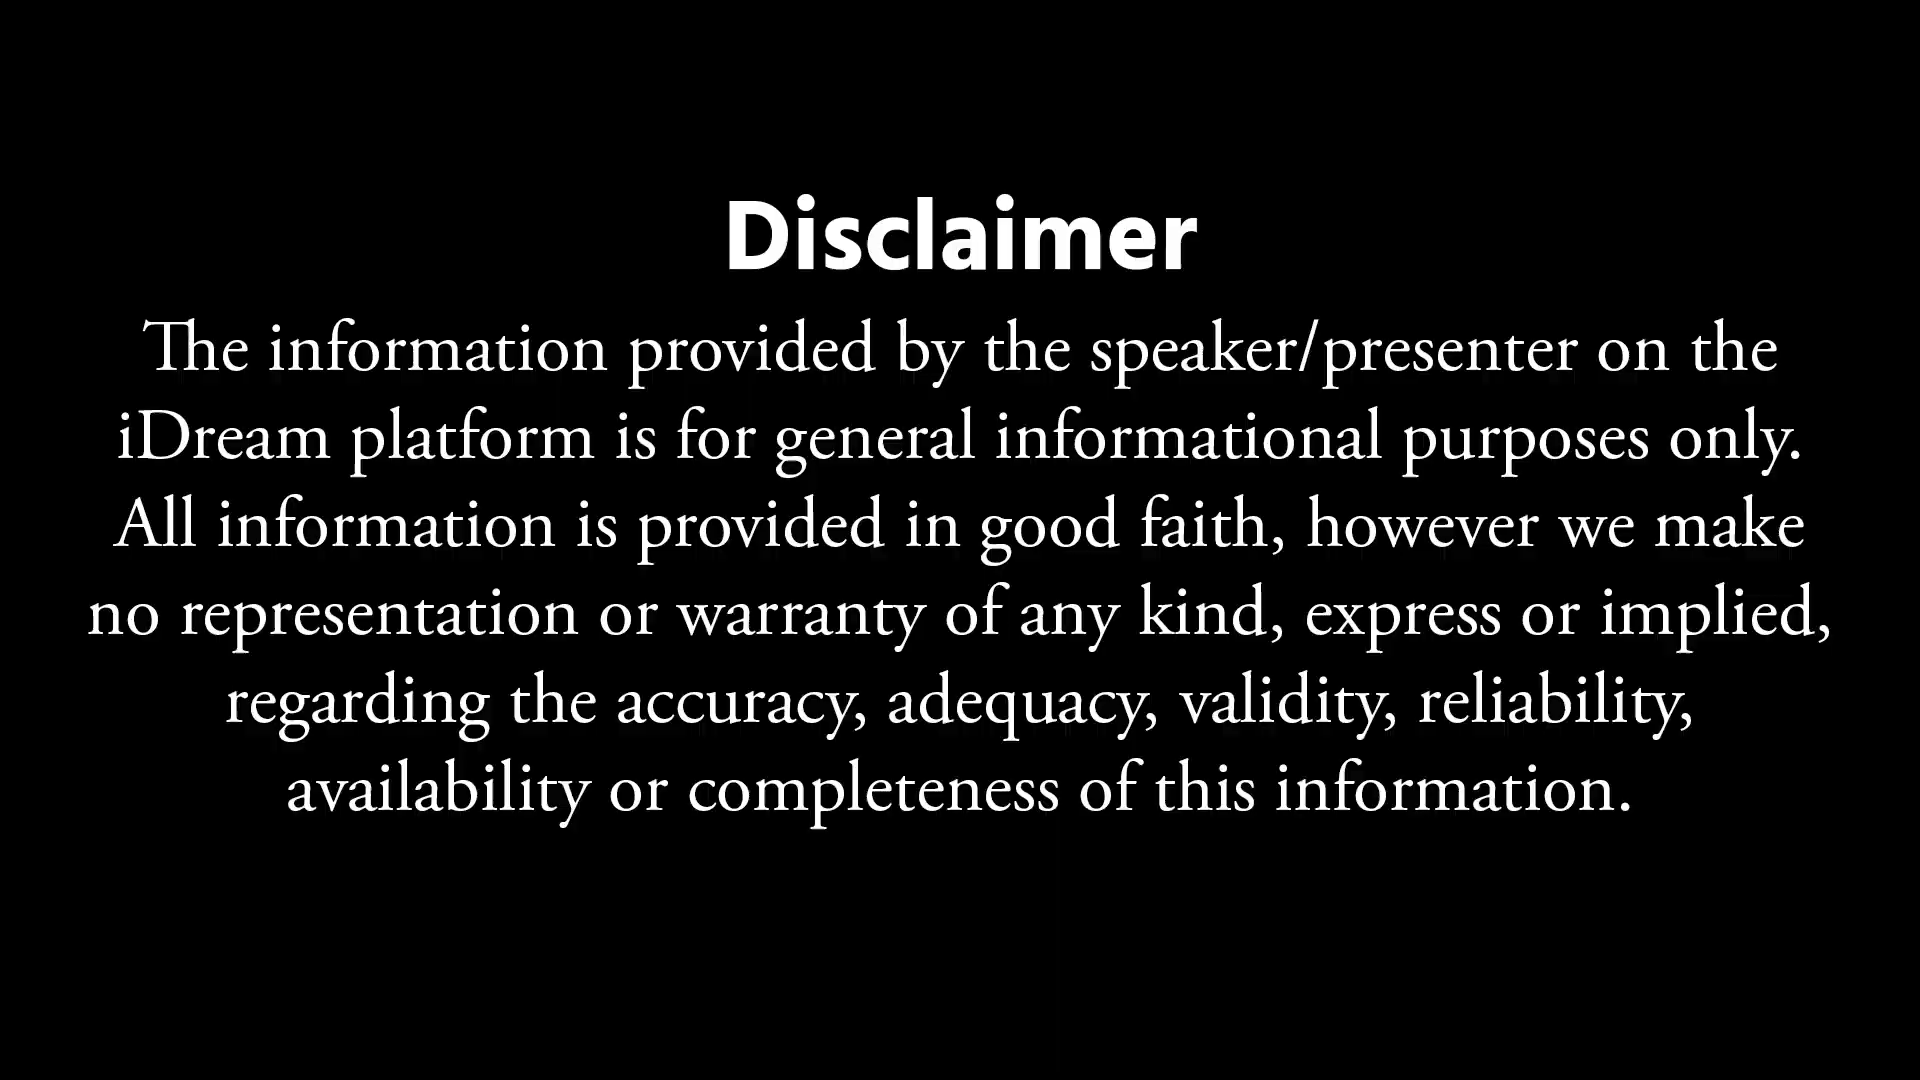 Disclaimer
The information provided by the speaker/presenter on the
iDream platform is for general informational purposes only.
All information is provided in good faith, however we make
no representation or warranty of any kind, express or implied,
regarding the accuracy, adequacy, validity, reliability,
availability or completeness of this information.